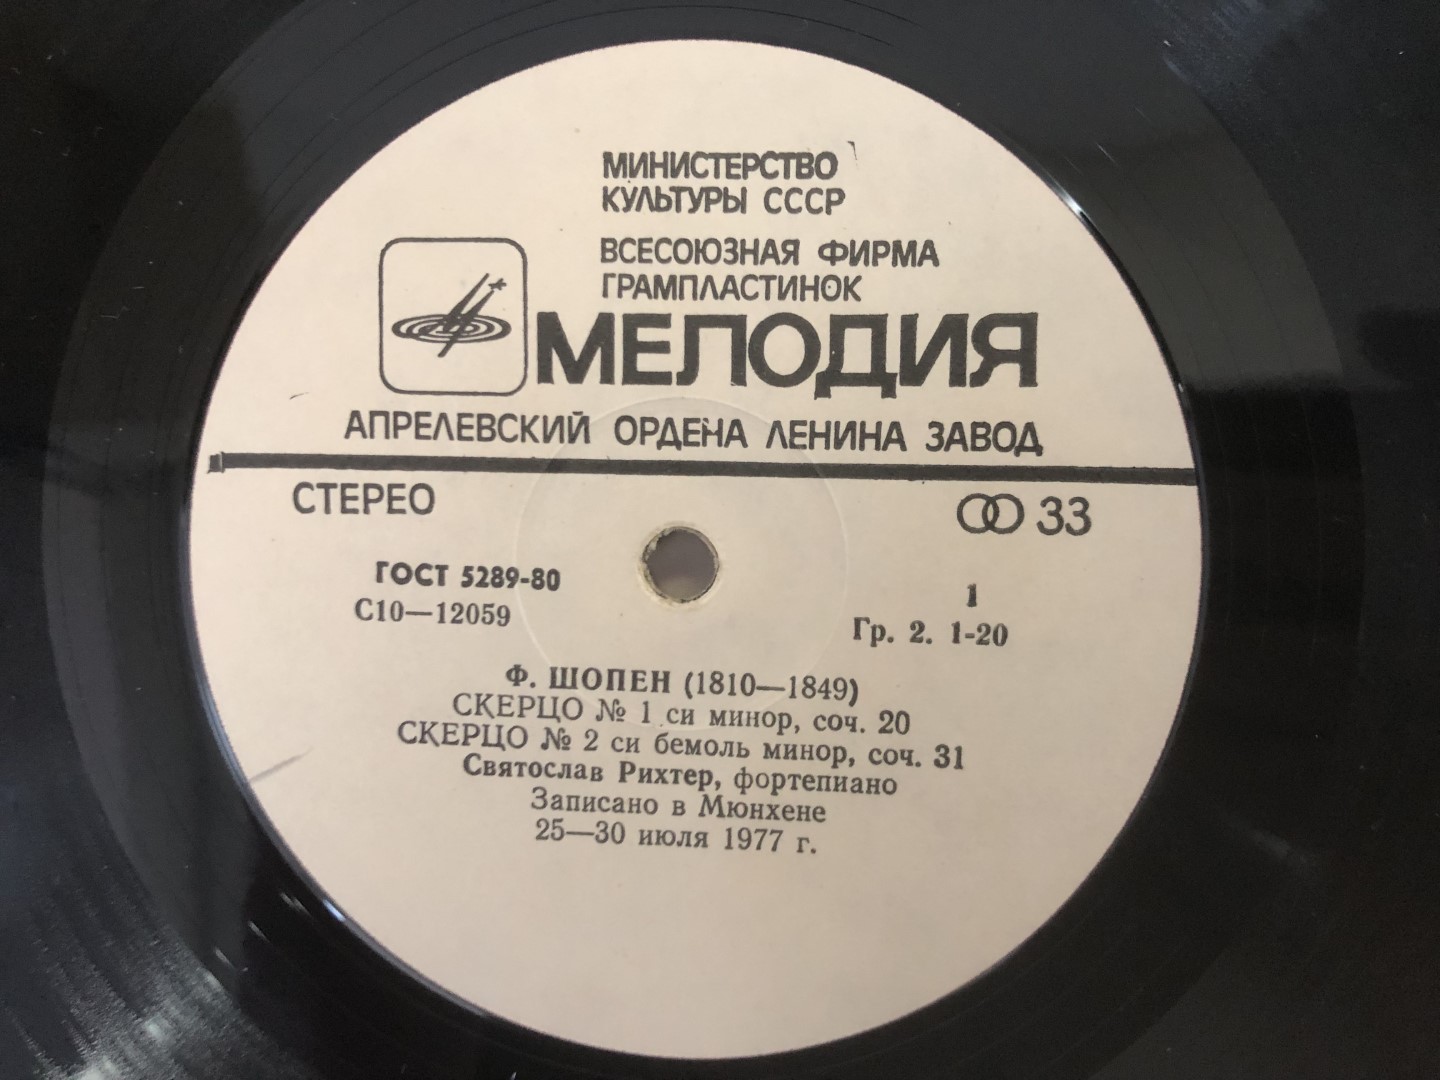 МИНИСТЕРСТВО
КУЛЬТУРЫ СССР
ВСЕСОЮЗНАЯ ФИРМА
ГРАМПЛАСТИНОК
МЕЛОДИЯ
АПРЕЛЕВСКИЙ ОРДЕНА ЛЕНИНА ЗАВОД
СТЕРЕО
33
ГОСТ 5289-80
С10—12059
1
Гр. 2. 1-20
Ф. ШОПЕН (1810—1849)
СКЕРЦО № 1 си минор, соч. 20
СКЕРЦО № 2 си бемоль минор, соч. 31
Святослав Рихтер, фортепиано
Записано в Мюнхене
25—30 июля 1977 г.